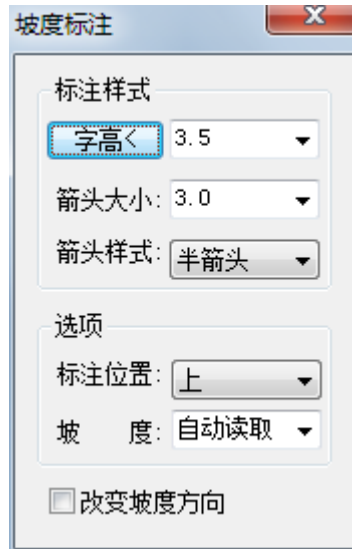 坡度标注
标注样式
字高< 3.5
箭头大小: 3.0
箭头样式: 半箭头
选项
标注位置: 上
坡 度: 自动读取
改变坡度方向